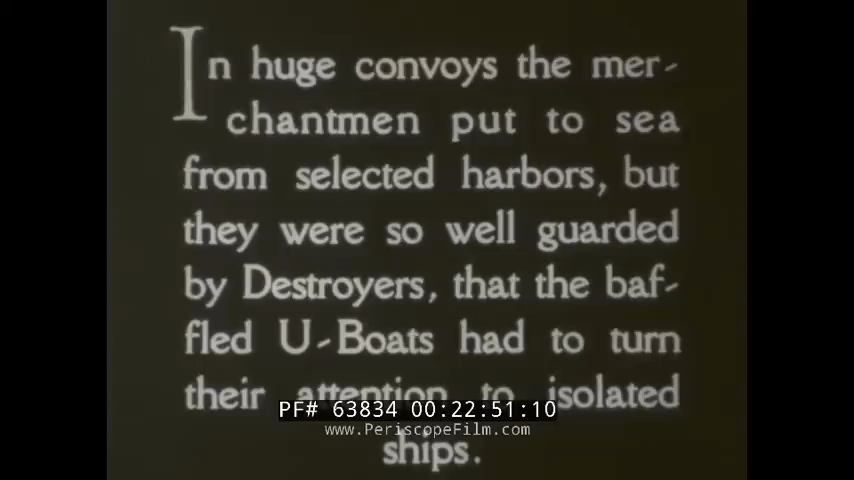 In huge convoys the mer-
chantmen put to sea
from selected harbors, but
they were so well guarded
by Destroyers, that the baf-
fled U-Boats had to turn
their attention to isolated
PF# 63834 00:22:51:10
www.PeriscopeFilm.com
ships.